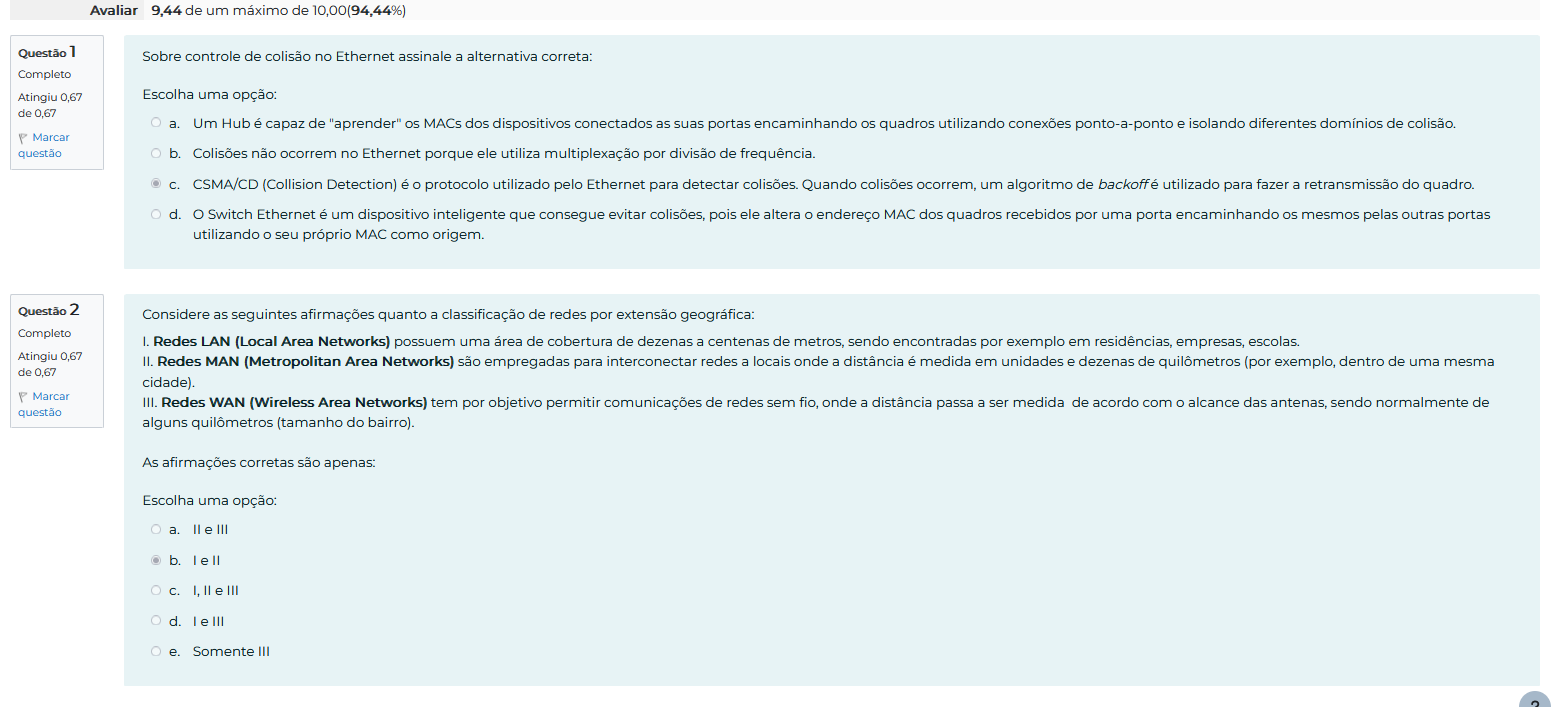 Avaliar 9,44 de um máximo de 10,00(94,44%)
Questão 1
Completo
Atingiu 0,67
de 0,67
Marcar
questão
Sobre controle de colisão no Ethernet assinale a alternativa correta:
Escolha uma opção:
a. Um Hub é capaz de "aprender" os MACs dos dispositivos conectados as suas portas encaminhando os quadros utilizando conexões ponto-a-ponto e isolando diferentes domínios de colisão.
b. Colisões não ocorrem no Ethernet porque ele utiliza multiplexação por divisão de frequência.
c. CSMA/CD (Collision Detection) é o protocolo utilizado pelo Ethernet para detectar colisões. Quando colisões ocorrem, um algoritmo de backoff é utilizado para fazer a retransmissão do quadro.
d. O Switch Ethernet é um dispositivo inteligente que consegue evitar colisões, pois ele altera o endereço MAC dos quadros recebidos por uma porta encaminhando os mesmos pelas outras portas
utilizando o seu próprio MAC como origem.
Questão 2
Completo
Atingiu 0,67
de 0,67
Marcar
questão
Considere as seguintes afirmações quanto a classificação de redes por extensão geográfica:
I. Redes LAN (Local Area Networks) possuem uma área de cobertura de dezenas a centenas de metros, sendo encontradas por exemplo em residências, empresas, escolas.
II. Redes MAN (Metropolitan Area Networks) são empregadas para interconectar redes a locais onde a distância é medida em unidades e dezenas de quilômetros (por exemplo, dentro de uma mesma
cidade).
III. Redes WAN (Wireless Area Networks) tem por objetivo permitir comunicações de redes sem fio, onde a distância passa a ser medida de acordo com o alcance das antenas, sendo normalmente de
alguns quilômetros (tamanho do bairro).
As afirmações corretas são apenas:
Escolha uma opção:
a. II e III
b. I e II
c. I, II e III
d. I e III
e. Somente III
?